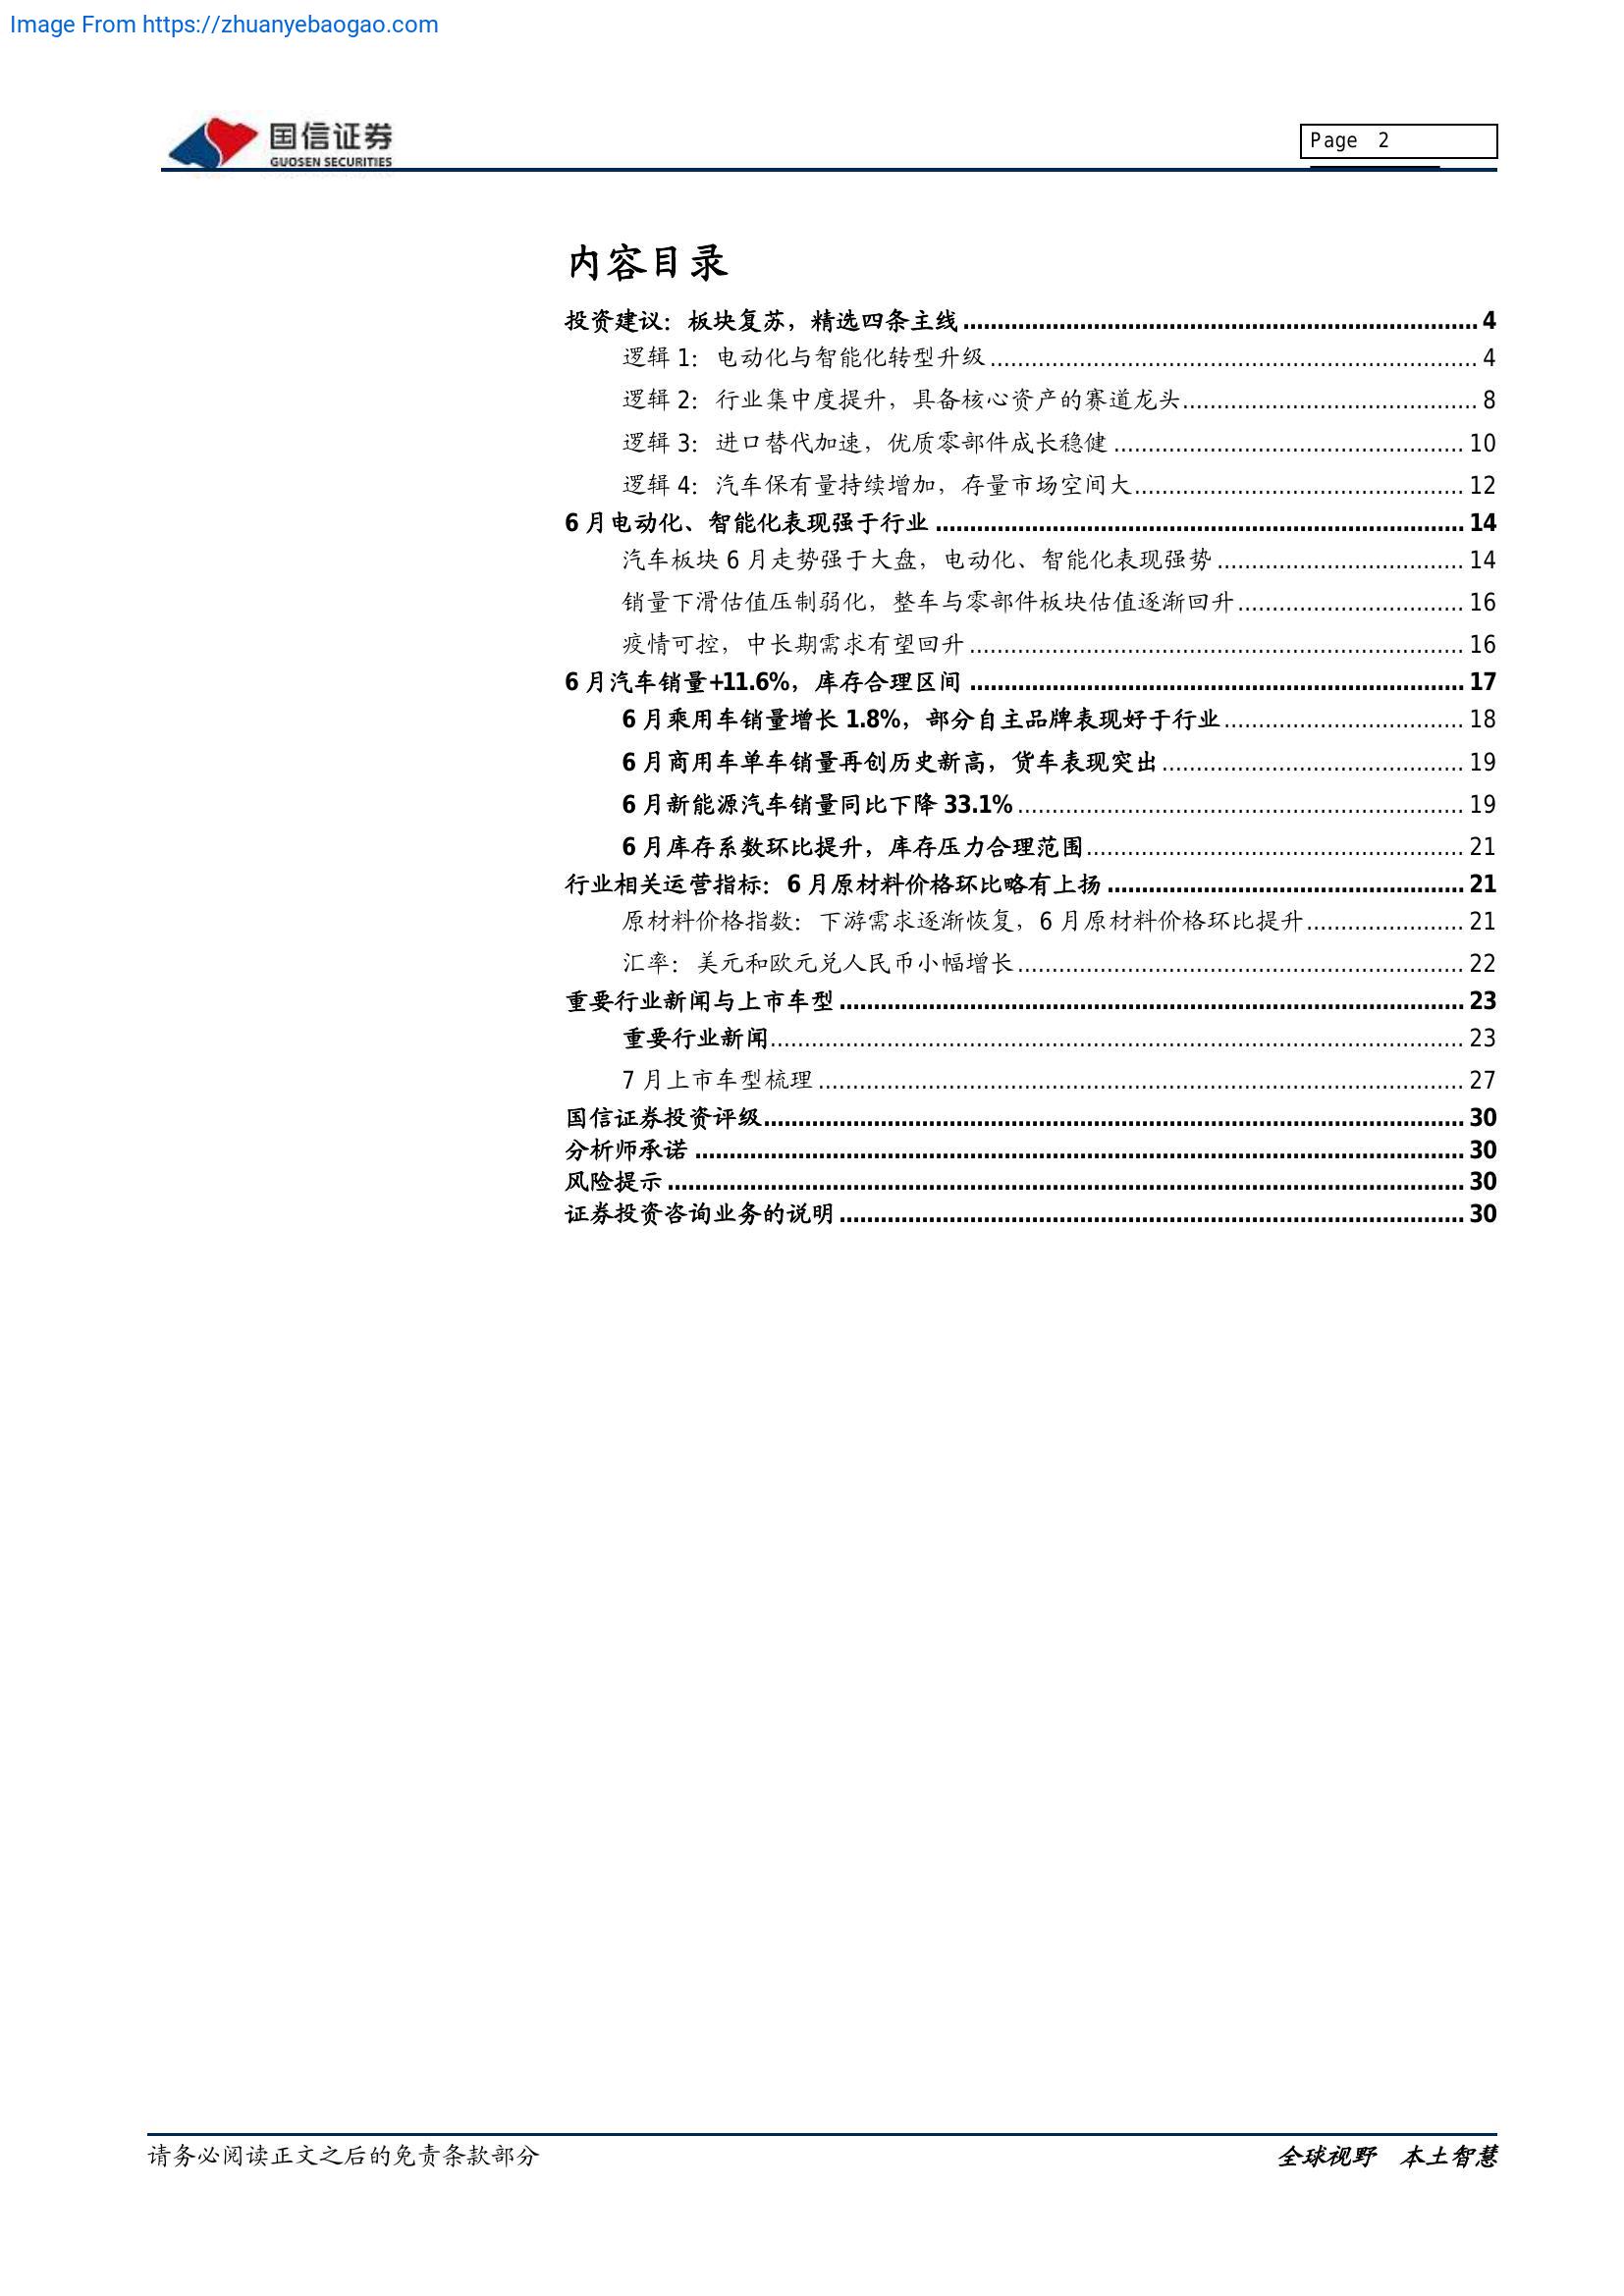 Image From https://zhuanyebaogao.com
国信证券
GUOSEN SECURITIES
Page 2
内容目录
投资建议：板块复苏，精选四条主线 4
逻辑 1：电动化与智能化转型升级 4
逻辑 2：行业集中度提升，具备核心资产的赛道龙头 8
逻辑 3：进口替代加速，优质零部件成长稳健 10
逻辑 4：汽车保有量持续增加，存量市场空间大 12
6 月电动化、智能化表现强于行业 14
汽车板块 6 月走势强于大盘，电动化、智能化表现强势 14
销量下滑估值压制弱化，整车与零部件板块估值逐渐回升 16
疫情可控，中长期需求有望回升 16
6 月汽车销量+11.6%，库存合理区间 17
6 月乘用车销量增长 1.8%，部分自主品牌表现好于行业 18
6 月商用车单车销量再创历史新高，货车表现突出 19
6 月新能源汽车销量同比下降 33.1% 19
6 月库存系数环比提升，库存压力合理范围 21
行业相关运营指标：6 月原材料价格环比略有上扬 21
原材料价格指数：下游需求逐渐恢复，6 月原材料价格环比提升 21
汇率：美元和欧元兑人民币小幅增长 22
重要行业新闻与上市车型 23
重要行业新闻 23
7 月上市车型梳理 27
国信证券投资评级 30
分析师承诺 30
风险提示 30
证券投资咨询业务的说明 30
请务必阅读正文之后的免责条款部分
全球视野 本土智慧